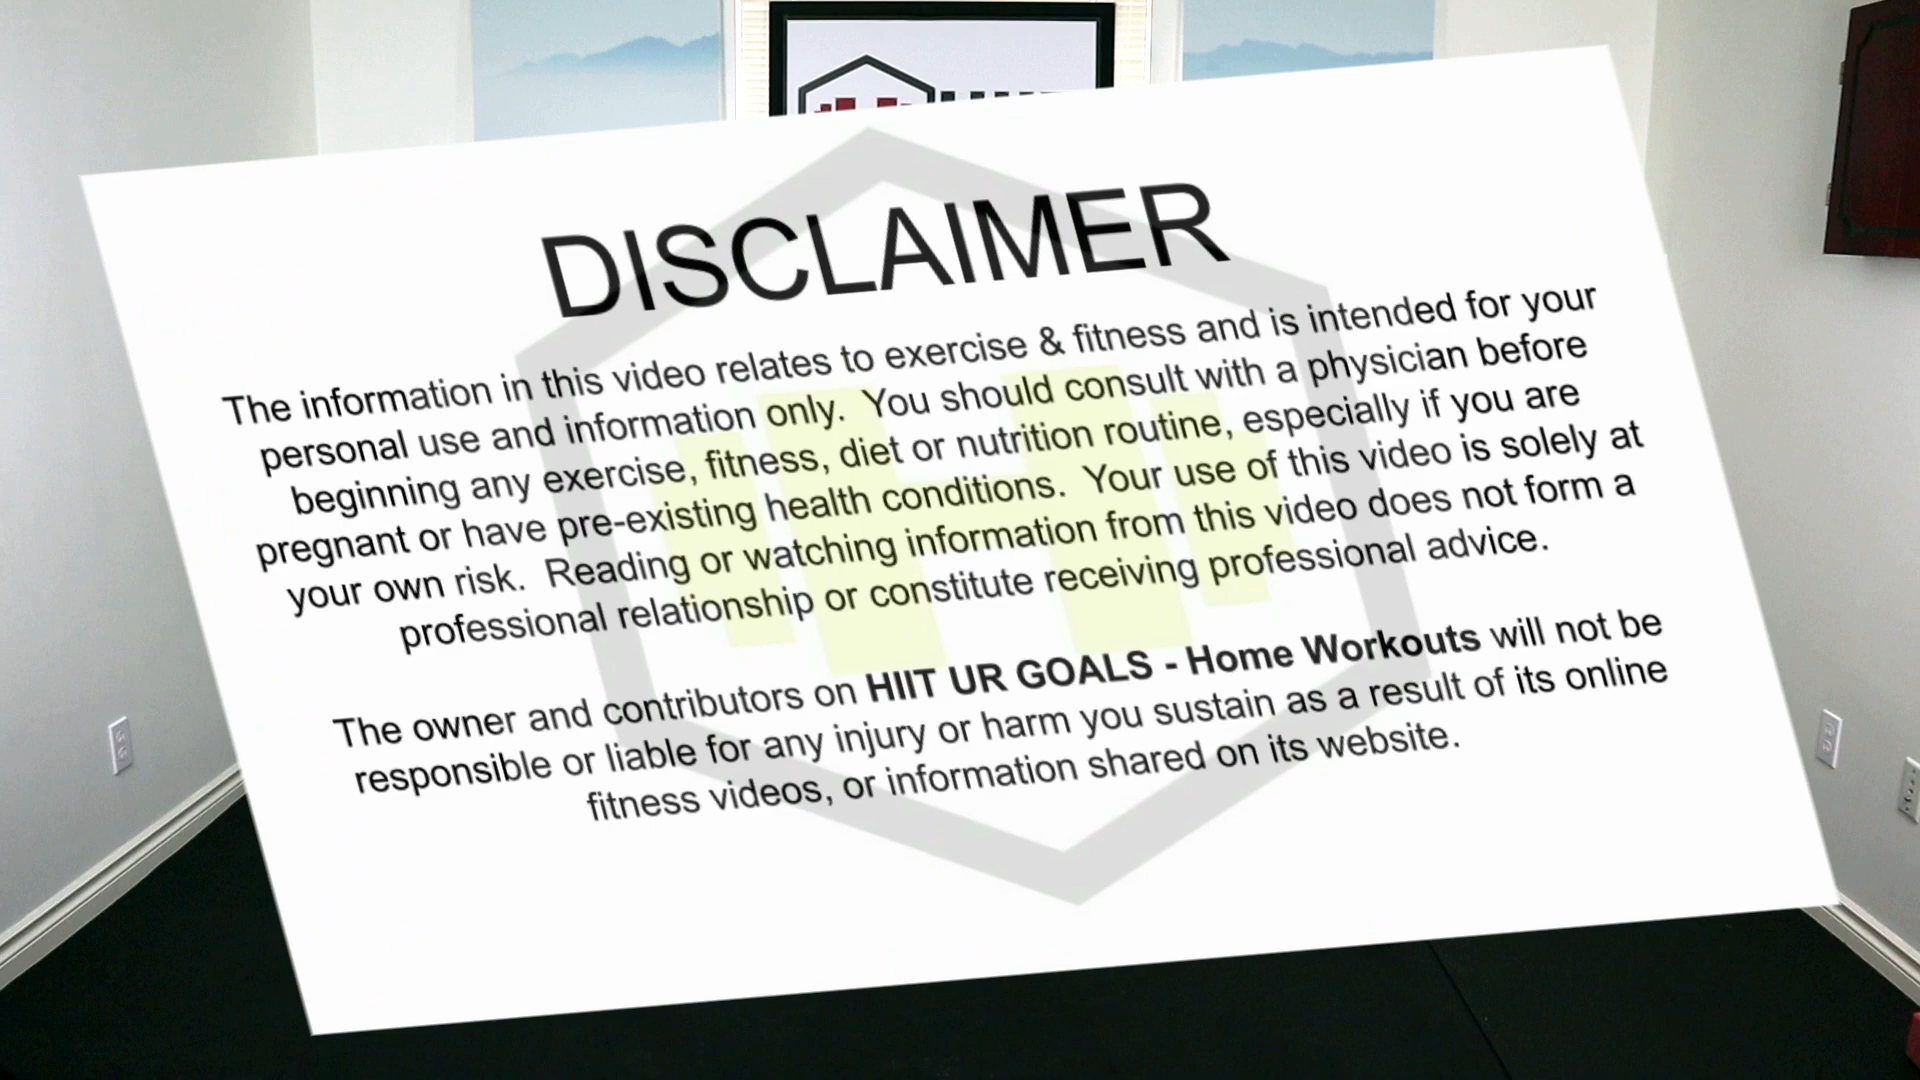 DISCLAIMER
The information in this video relates to exercise & fitness and is intended for your
personal use and information only.  You should consult with a physician before
beginning any exercise, fitness, diet or nutrition routine, especially if you are
pregnant or have pre-existing health conditions.  Your use of this video is solely at
your own risk.  Reading or watching information from this video does not form a
professional relationship or constitute receiving professional advice.
The owner and contributors on HIIT UR GOALS - Home Workouts will not be
responsible or liable for any injury or harm you sustain as a result of its online
fitness videos, or information shared on its website.